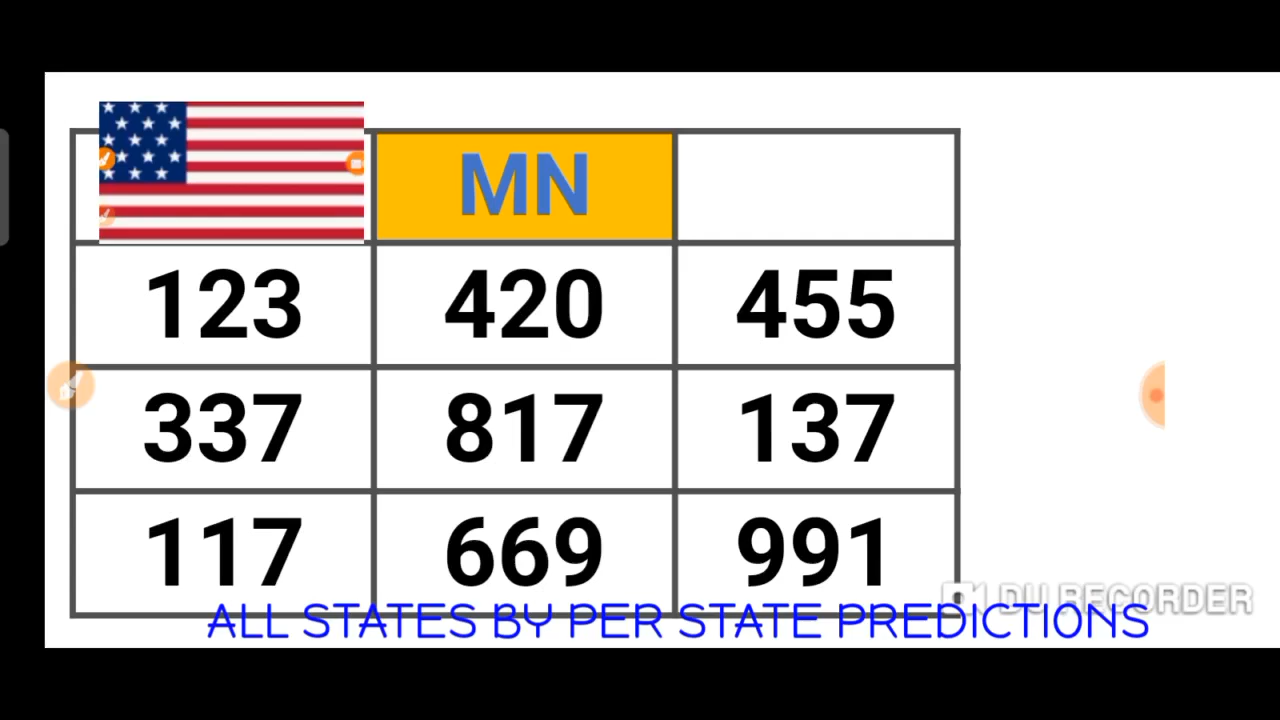 MN
123 420 455
337 817 137
117 669 991
DU RECORDER
ALL STATES BY PER STATE PREDICTIONS